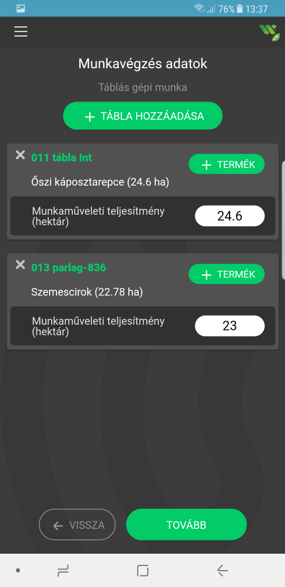 76% 13:37
Munkavégzés adatok
Táblás gépi munka
+ TÁBLA HOZZÁADÁSA
011 tábla Int
+ TERMÉK
Őszi káposztarepce (24.6 ha)
Munkaműveleti teljesítmény
(hektár)
24.6
013 parlag-836
+ TERMÉK
Szemescirok (22.78 ha)
Munkaműveleti teljesítmény
(hektár)
23
← VISSZA
TOVÁBB